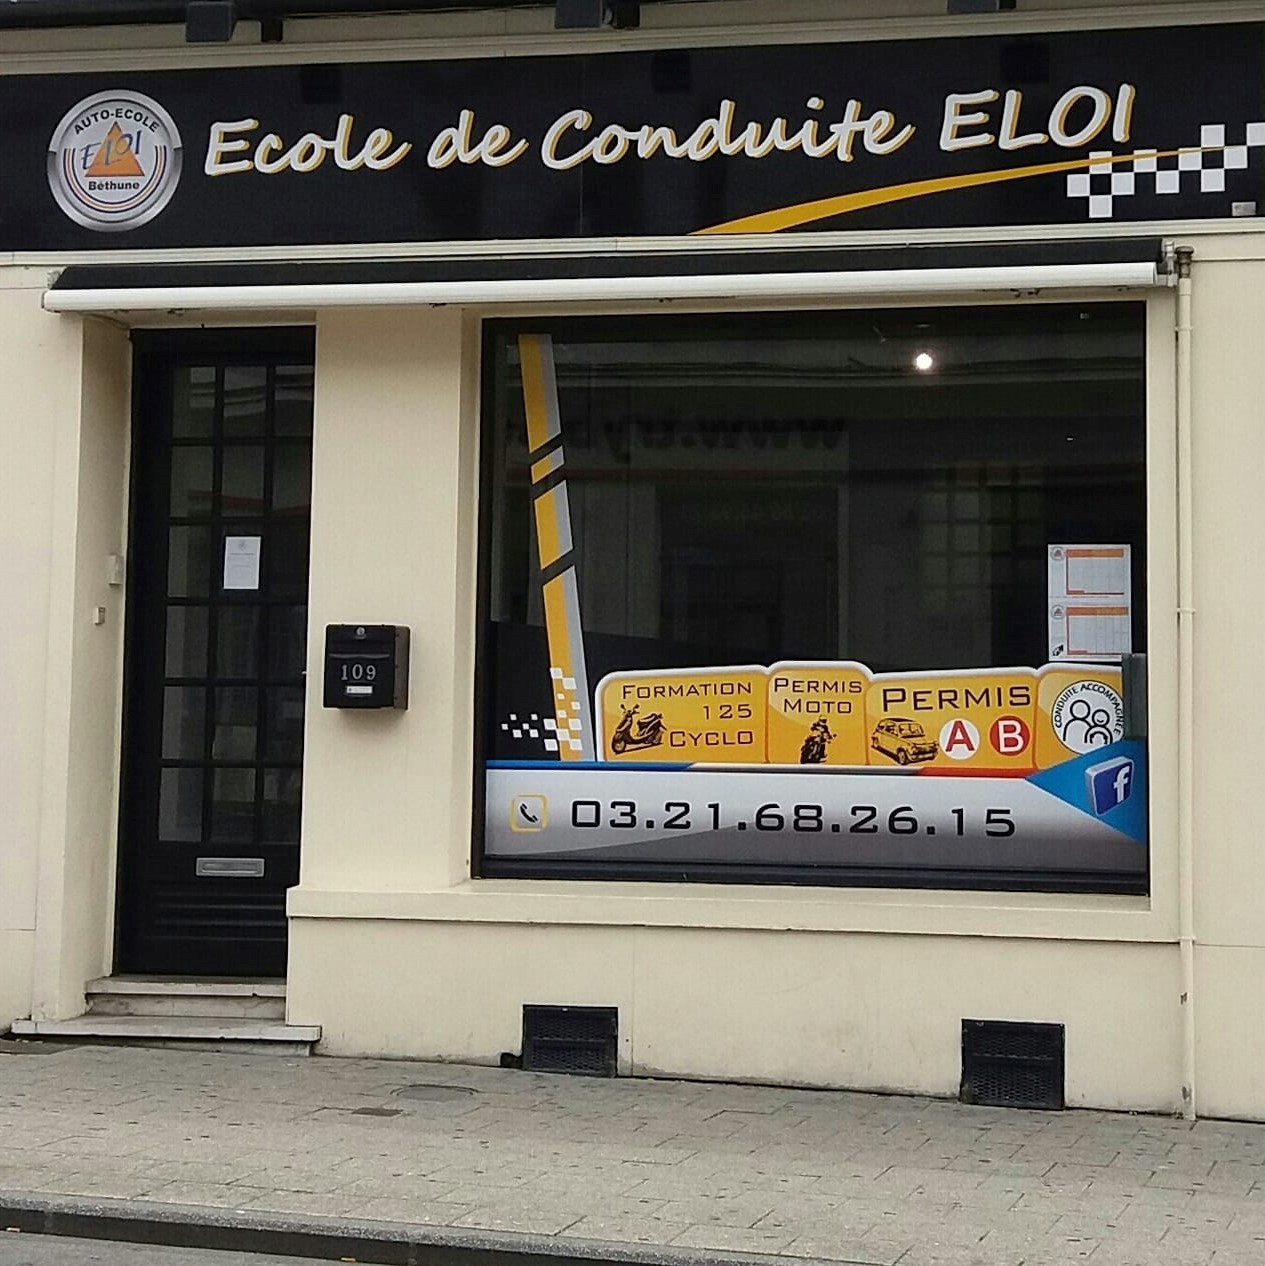 AUTO-ECOLE
ELOI
Béthune
Ecole de Conduite ELOI
109
FORMATION
125
CYCLO
PERMIS
MOTO
PERMIS
A B
CONDUITE ACCOMPAGNÉE
f
03.21.68.26.15